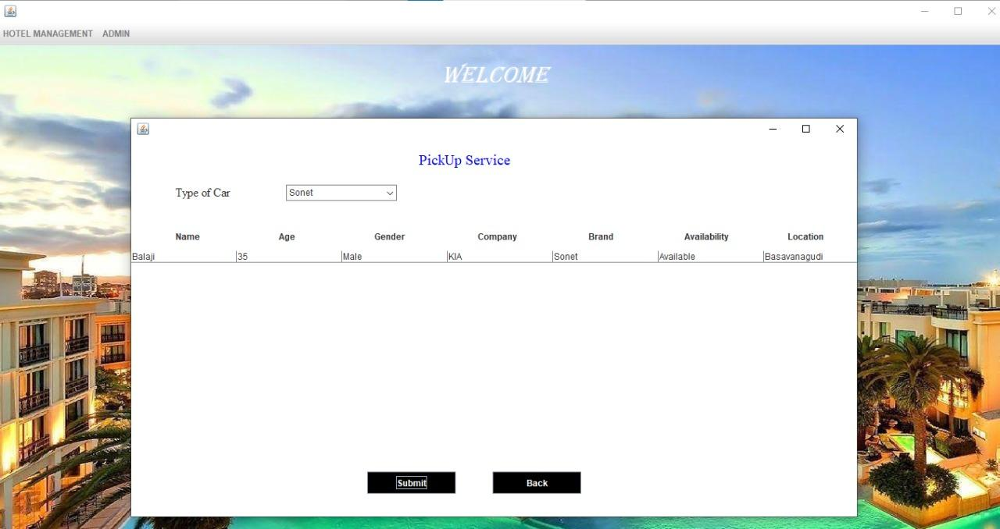 HOTEL MANAGEMENT ADMIN
WELCOME
PickUp Service
Type of Car Sonet
Name Age Gender Company Brand Availability Location
Balaji 35 Male KIA Sonet Available Basavanagudi
Submit Back